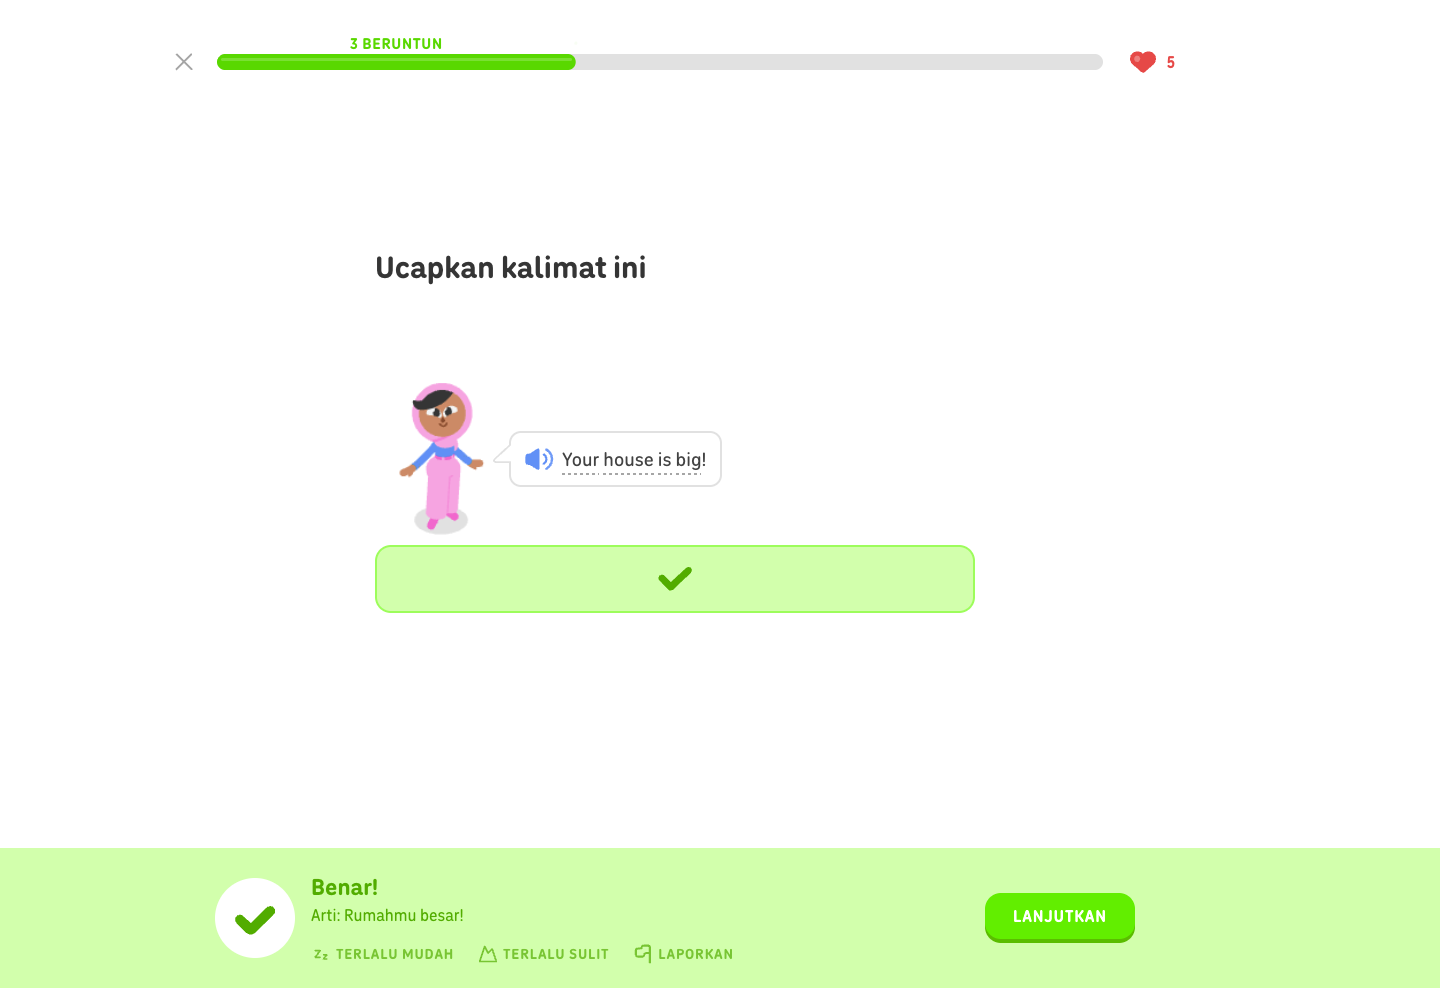 3 BERUNTUN
5
Ucapkan kalimat ini
Your house is big!
Benar!
Arti: Rumahmu besar!
LANJUTKAN
zz TERLALU MUDAH
TERLALU SULIT
LAPORKAN